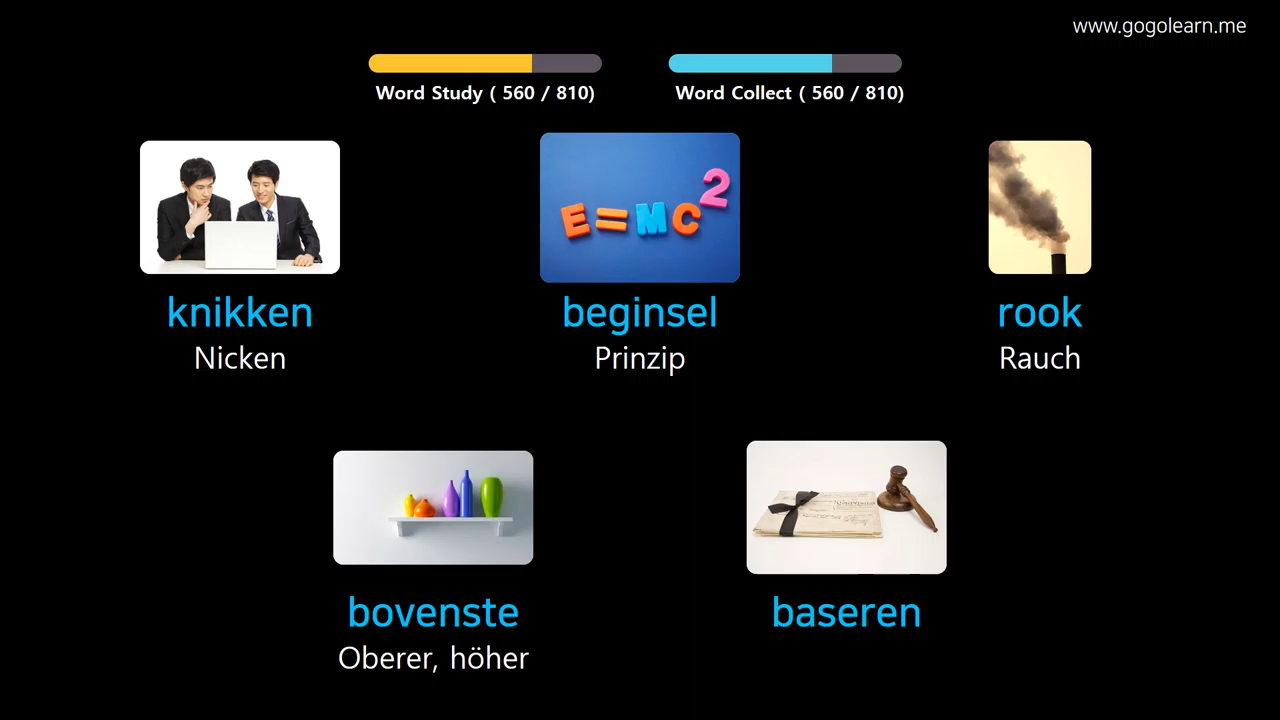 www.gogolearn.me
Word Study ( 560 / 810)
Word Collect ( 560 / 810)
E=MC2
knikken
Nicken
beginsel
Prinzip
rook
Rauch
bovenste
Oberer, höher
baseren